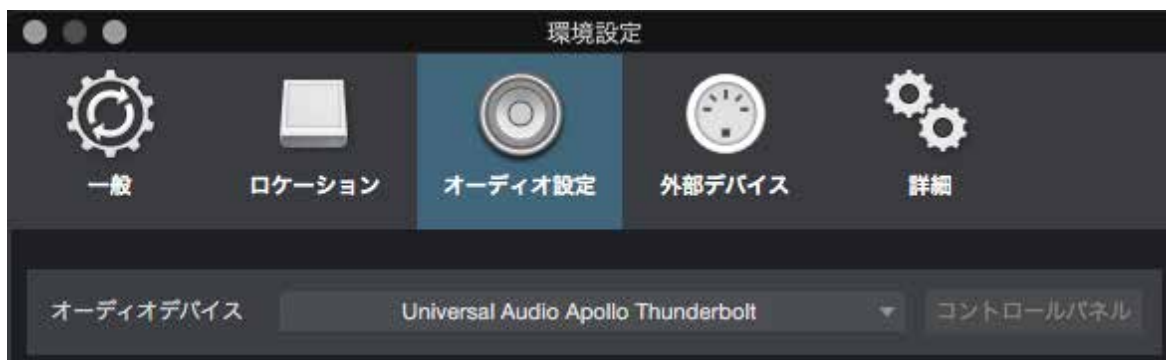 環境設定
一般 ロケーション オーディオ設定 外部デバイス 詳細
オーディオデバイス Universal Audio Apollo Thunderbolt コントロールパネル